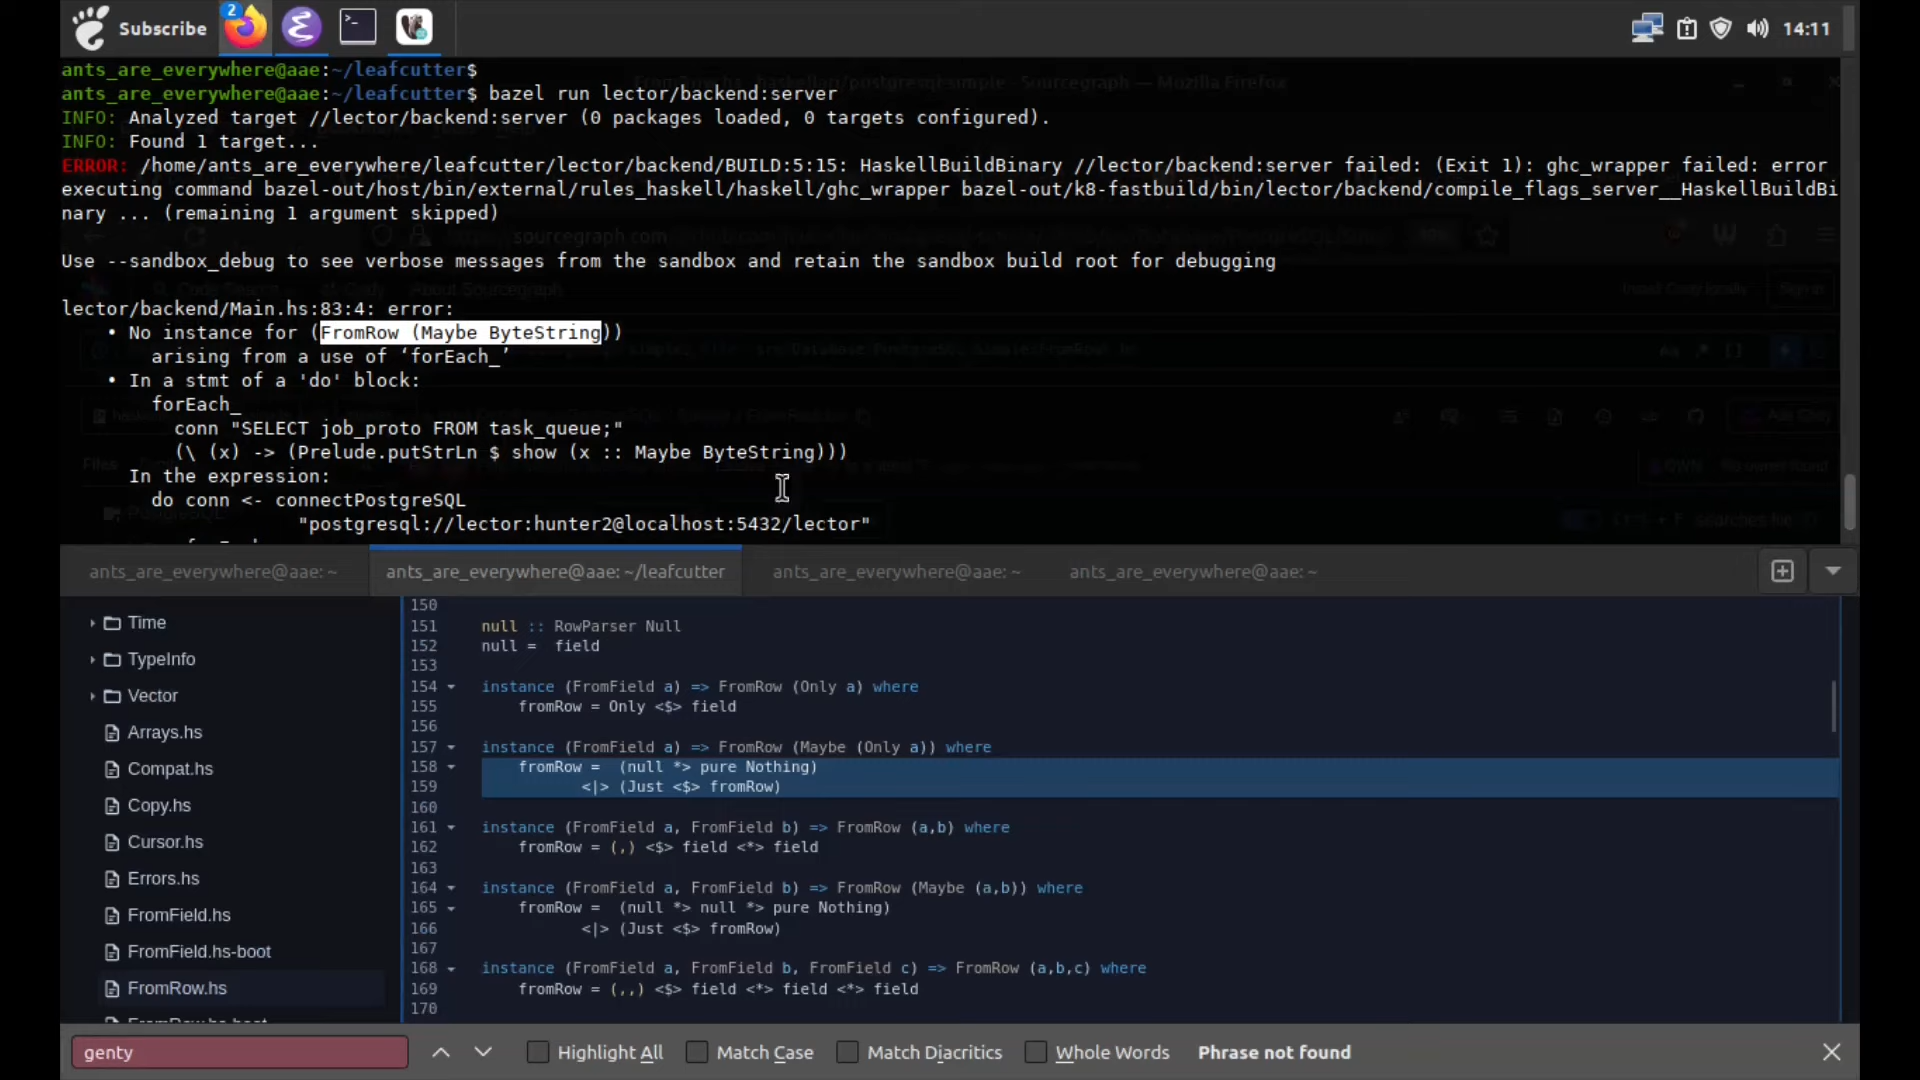 Subscribe
2
14:11
ants_are_everywhere@aae:~/leafcutter$
ants_are_everywhere@aae:~/leafcutter$ bazel run lector/backend:server
INFO: Analyzed target //lector/backend:server (0 packages loaded, 0 targets configured).
INFO: Found 1 target...
ERROR: /home/ants_are_everywhere/leafcutter/lector/backend/BUILD:5:15: HaskellBuildBinary //lector/backend:server failed: (Exit 1): ghc_wrapper failed: error
executing command bazel-out/host/bin/external/rules_haskell/haskell/ghc_wrapper bazel-out/k8-fastbuild/bin/lector/backend/compile_flags_server__HaskellBuildBi
nary ... (remaining 1 argument skipped)
Use --sandbox_debug to see verbose messages from the sandbox and retain the sandbox build root for debugging
lector/backend/Main.hs:83:4: error:
• No instance for (FromRow (Maybe ByteString))
arising from a use of ‘forEach_’
• In a stmt of a 'do' block:
forEach_
conn "SELECT job_proto FROM task_queue;"
(\ (x) -> (Prelude.putStrLn $ show (x :: Maybe ByteString)))
In the expression:
do conn <- connectPostgreSQL
"postgresql://lector:hunter2@localhost:5432/lector"
ants_are_everywhere@aae: ~
ants_are_everywhere@aae: ~/leafcutter
ants_are_everywhere@aae: ~
ants_are_everywhere@aae: ~
Time
TypeInfo
Vector
Arrays.hs
Compat.hs
Copy.hs
Cursor.hs
Errors.hs
FromField.hs
FromField.hs-boot
FromRow.hs
150
151 null :: RowParser Null
152 null = field
153
154 instance (FromField a) => FromRow (Only a) where
155 fromRow = Only <$> field
156
157 instance (FromField a) => FromRow (Maybe (Only a)) where
158 fromRow = (null *> pure Nothing)
159 <|> (Just <$> fromRow)
160
161 instance (FromField a, FromField b) => FromRow (a,b) where
162 fromRow = (,) <$> field <*> field
163
164 instance (FromField a, FromField b) => FromRow (Maybe (a,b)) where
165 fromRow = (null *> null *> pure Nothing)
166 <|> (Just <$> fromRow)
167
168 instance (FromField a, FromField b, FromField c) => FromRow (a,b,c) where
169 fromRow = (,,) <$> field <*> field <*> field
170
genty
Highlight All
Match Case
Match Diacritics
Whole Words
Phrase not found